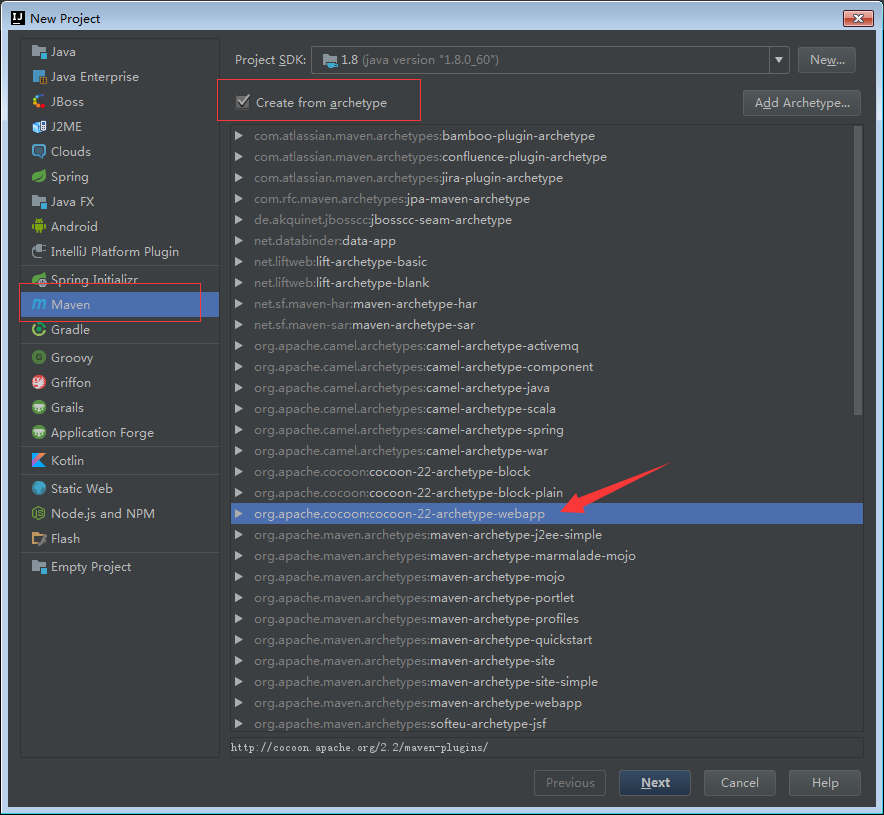 New Project
Java
Java Enterprise
JBoss
J2ME
Clouds
Spring
Java FX
Android
IntelliJ Platform Plugin
Spring Initializr
Maven
Gradle
Groovy
Griffon
Grails
Application Forge
Kotlin
Static Web
Node.js and NPM
Flash
Empty Project
Project SDK: 1.8 (java version "1.8.0_60") New...
Create from archetype Add Archetype...
com.atlassian.maven.archetypes:bamboo-plugin-archetype
com.atlassian.maven.archetypes:confluence-plugin-archetype
com.atlassian.maven.archetypes:jira-plugin-archetype
com.rfc.maven.archetypes:jpa-maven-archetype
de.akquinet.jbosscc:jbosscc-seam-archetype
net.databinder:data-app
net.liftweb:lift-archetype-basic
net.liftweb:lift-archetype-blank
net.sf.maven-har:maven-archetype-har
net.sf.maven-sar:maven-archetype-sar
org.apache.camel.archetypes:camel-archetype-activemq
org.apache.camel.archetypes:camel-archetype-component
org.apache.camel.archetypes:camel-archetype-java
org.apache.camel.archetypes:camel-archetype-scala
org.apache.camel.archetypes:camel-archetype-spring
org.apache.camel.archetypes:camel-archetype-war
org.apache.cocoon:cocoon-22-archetype-block
org.apache.cocoon:cocoon-22-archetype-block-plain
org.apache.cocoon:cocoon-22-archetype-webapp
org.apache.maven.archetypes:maven-archetype-j2ee-simple
org.apache.maven.archetypes:maven-archetype-marmalade-mojo
org.apache.maven.archetypes:maven-archetype-mojo
org.apache.maven.archetypes:maven-archetype-portlet
org.apache.maven.archetypes:maven-archetype-profiles
org.apache.maven.archetypes:maven-archetype-quickstart
org.apache.maven.archetypes:maven-archetype-site
org.apache.maven.archetypes:maven-archetype-site-simple
org.apache.maven.archetypes:maven-archetype-webapp
org.apache.maven.archetypes:softeu-archetype-jsf
http://cocoon.apache.org/2.2/maven-plugins/
Previous Next Cancel Help